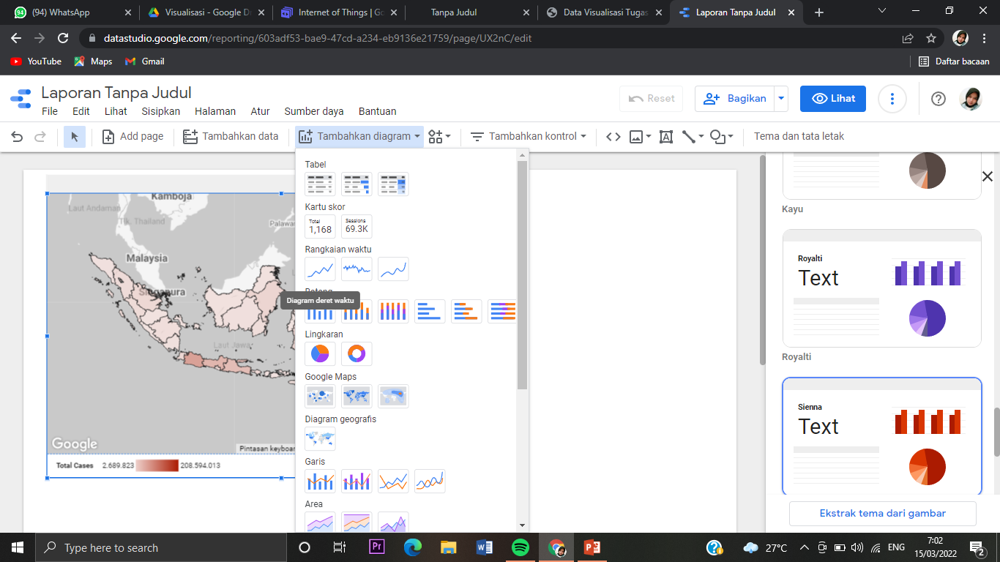 (94) WhatsApp
Visualisasi - Google D
Internet of Things | Go
Tanpa Judul
Data Visualisasi Tugas
Laporan Tanpa Judul
datastudio.google.com/reporting/603adf53-bae9-47cd-a234-eb9136e21759/page/UX2nC/edit
YouTube
Maps
Gmail
Daftar bacaan
Laporan Tanpa Judul
Reset
Bagikan
Lihat
File Edit Lihat Sisipkan Halaman Atur Sumber daya Bantuan
Add page
Tambahkan data
Tambahkan diagram
Tambahkan kontrol
Tema dan tata letak
Kamboja
Laut Andaman
Tlk. Thailand
Palawa
Malaysia
Singapura
Laut Jawa
Google
Pintasan keyboar
Total Cases 2.689.823 208.594.013
Tabel
Kartu skor
Total
1,168
Sessions
69.3K
Rangkaian waktu
Diagram deret waktu
Lingkaran
Google Maps
Diagram geografis
Garis
Area
Kayu
Royalti
Text
Royalti
Sienna
Text
Ekstrak tema dari gambar
Type here to search
Pr
27°C
ENG
7:02
15/03/2022
2